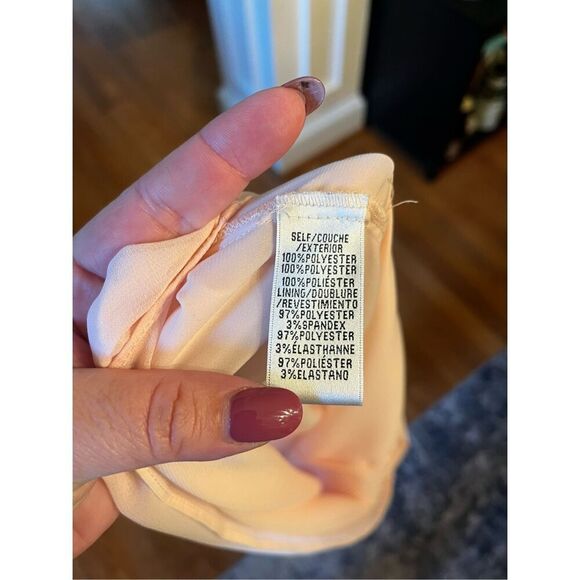 SELF/COUCHE
/EXTERIOR
100%POLYESTER
100%POLYESTER
100%POLIÉSTER
LINING/DOUBLURE
/REVESTIMIENTO
97%POLYESTER
3%SPANDEX
97%POLYESTER
3%ÉLASTHANNE
97%POLIÉSTER
3%ELASTANO